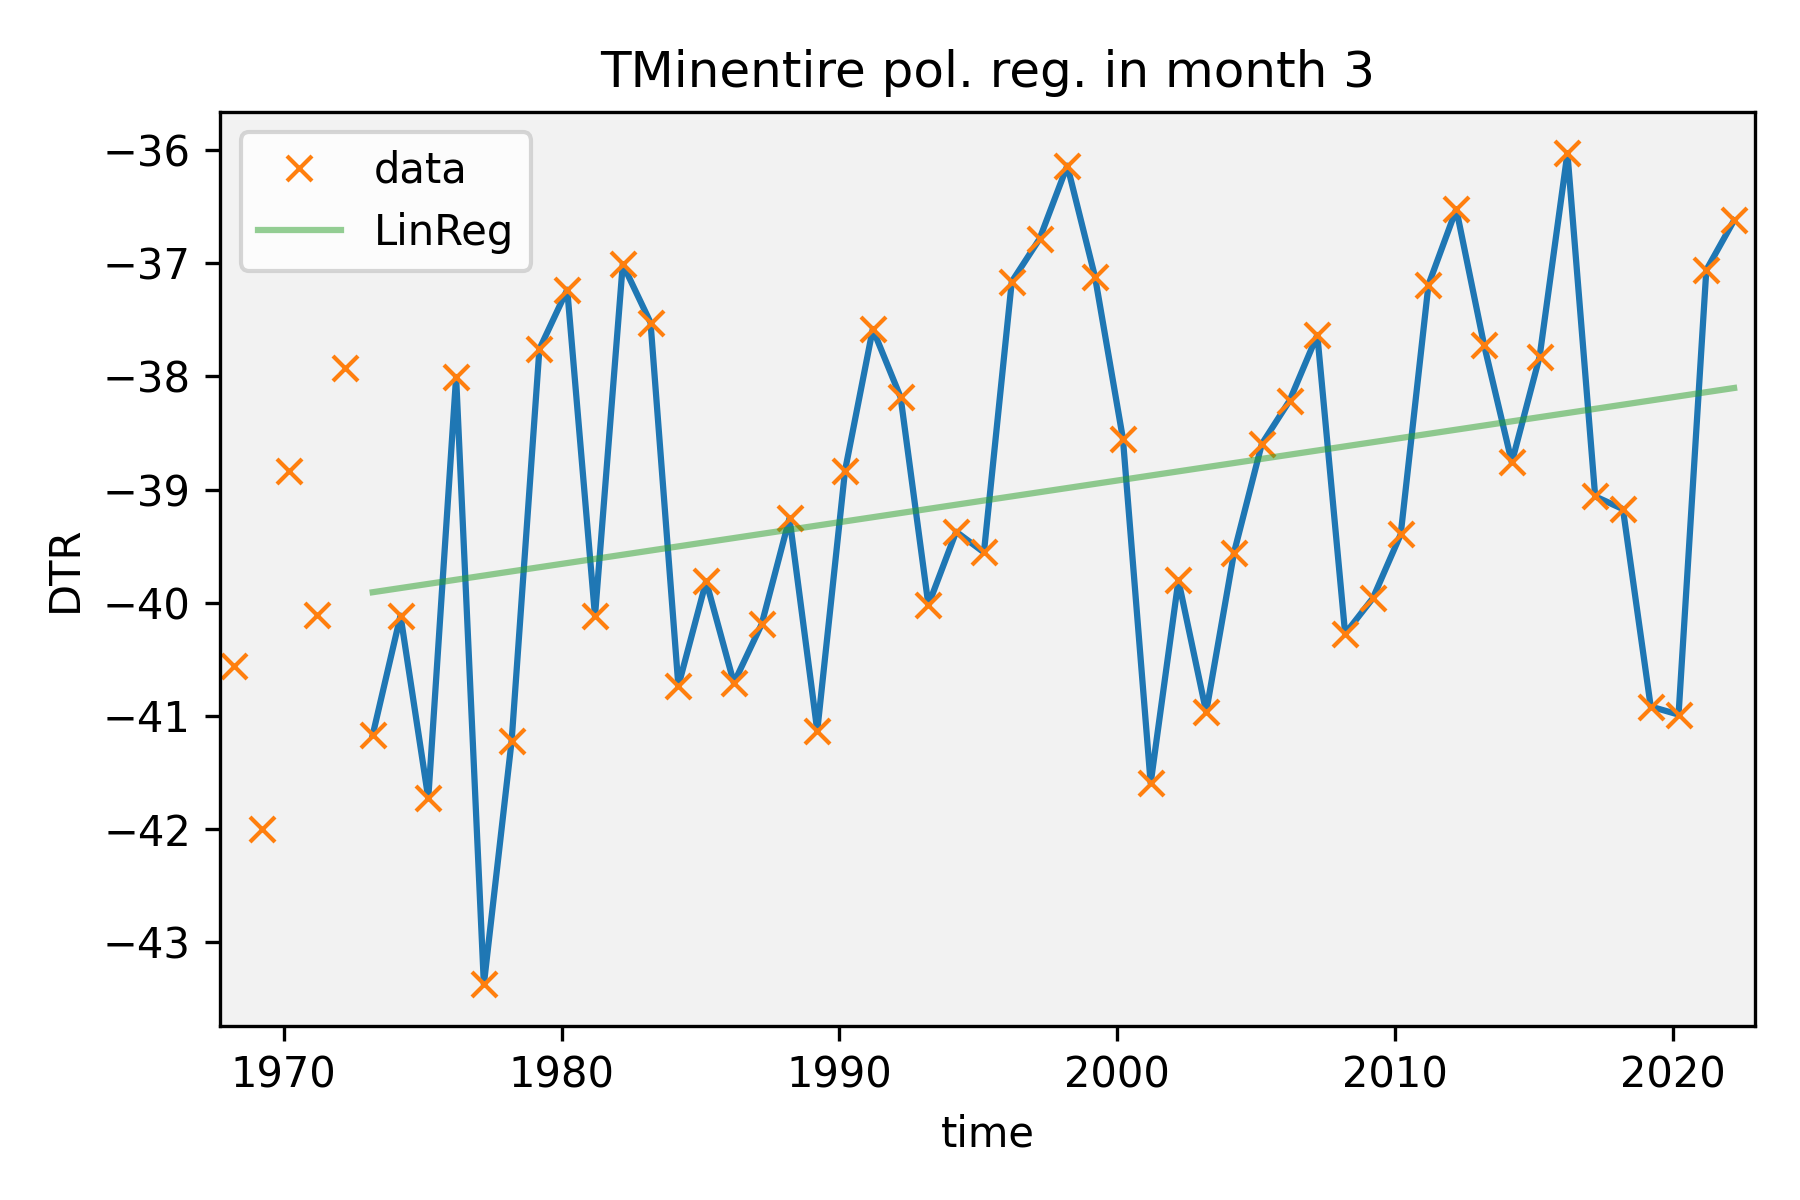 TMinentire pol. reg. in month 3
data
LinReg
−36
−37
−38
−39
−40
−41
−42
−43
DTR
1970 1980 1990 2000 2010 2020
time